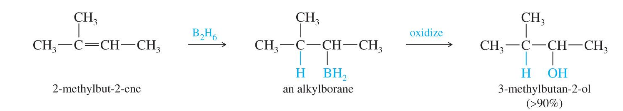 CH₃ CH₃ CH₃
CH₃—C=CH—CH₃ B₂H₆ CH₃—C—CH—CH₃ oxidize CH₃—C—CH—CH₃
H BH₂ H OH
2-methylbut-2-ene an alkylborane 3-methylbutan-2-ol
(>90%)